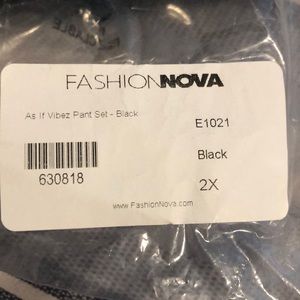 FASHIONNOVA
As If Vibez Pant Set - Black
E1021
Black
630818
2X
www.FashionNova.com